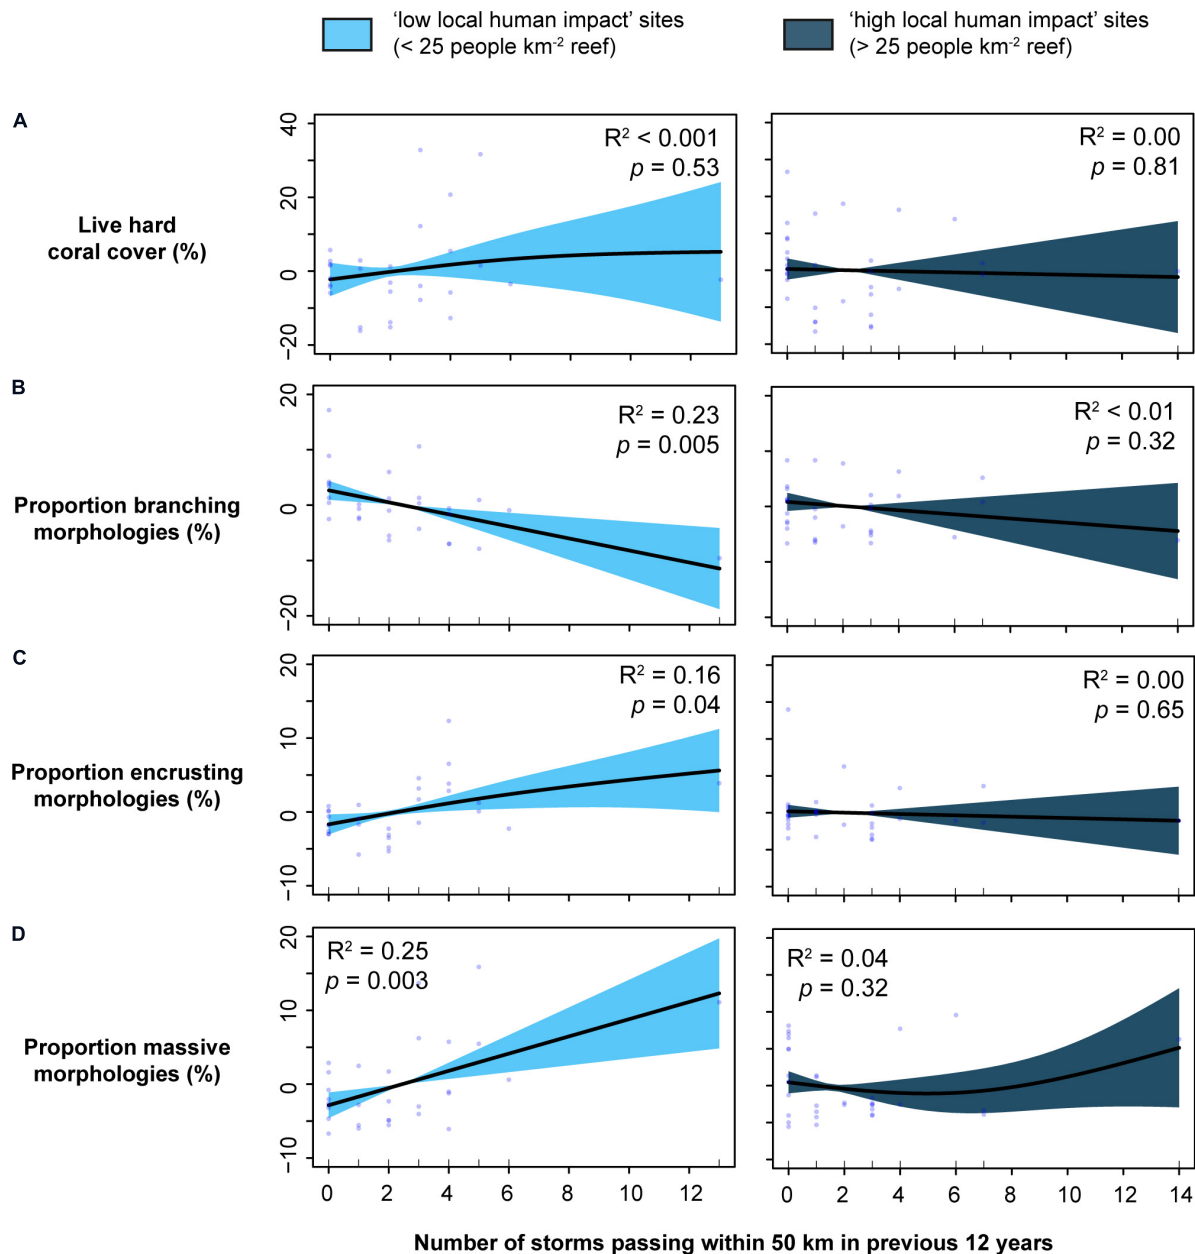 ‘low local human impact’ sites
(< 25 people km⁻² reef)
‘high local human impact’ sites
(> 25 people km⁻² reef)
A
Live hard
coral cover (%)
40
20
0
−20
R² < 0.001
p = 0.53
R² = 0.00
p = 0.81
B
Proportion branching
morphologies (%)
20
0
−20
R² = 0.23
p = 0.005
R² < 0.01
p = 0.32
C
Proportion encrusting
morphologies (%)
20
10
0
−10
R² = 0.16
p = 0.04
R² = 0.00
p = 0.65
D
Proportion massive
morphologies (%)
20
10
0
−10
R² = 0.25
p = 0.003
R² = 0.04
p = 0.32
0 2 4 6 8 10 12
0 2 4 6 8 10 12 14
Number of storms passing within 50 km in previous 12 years